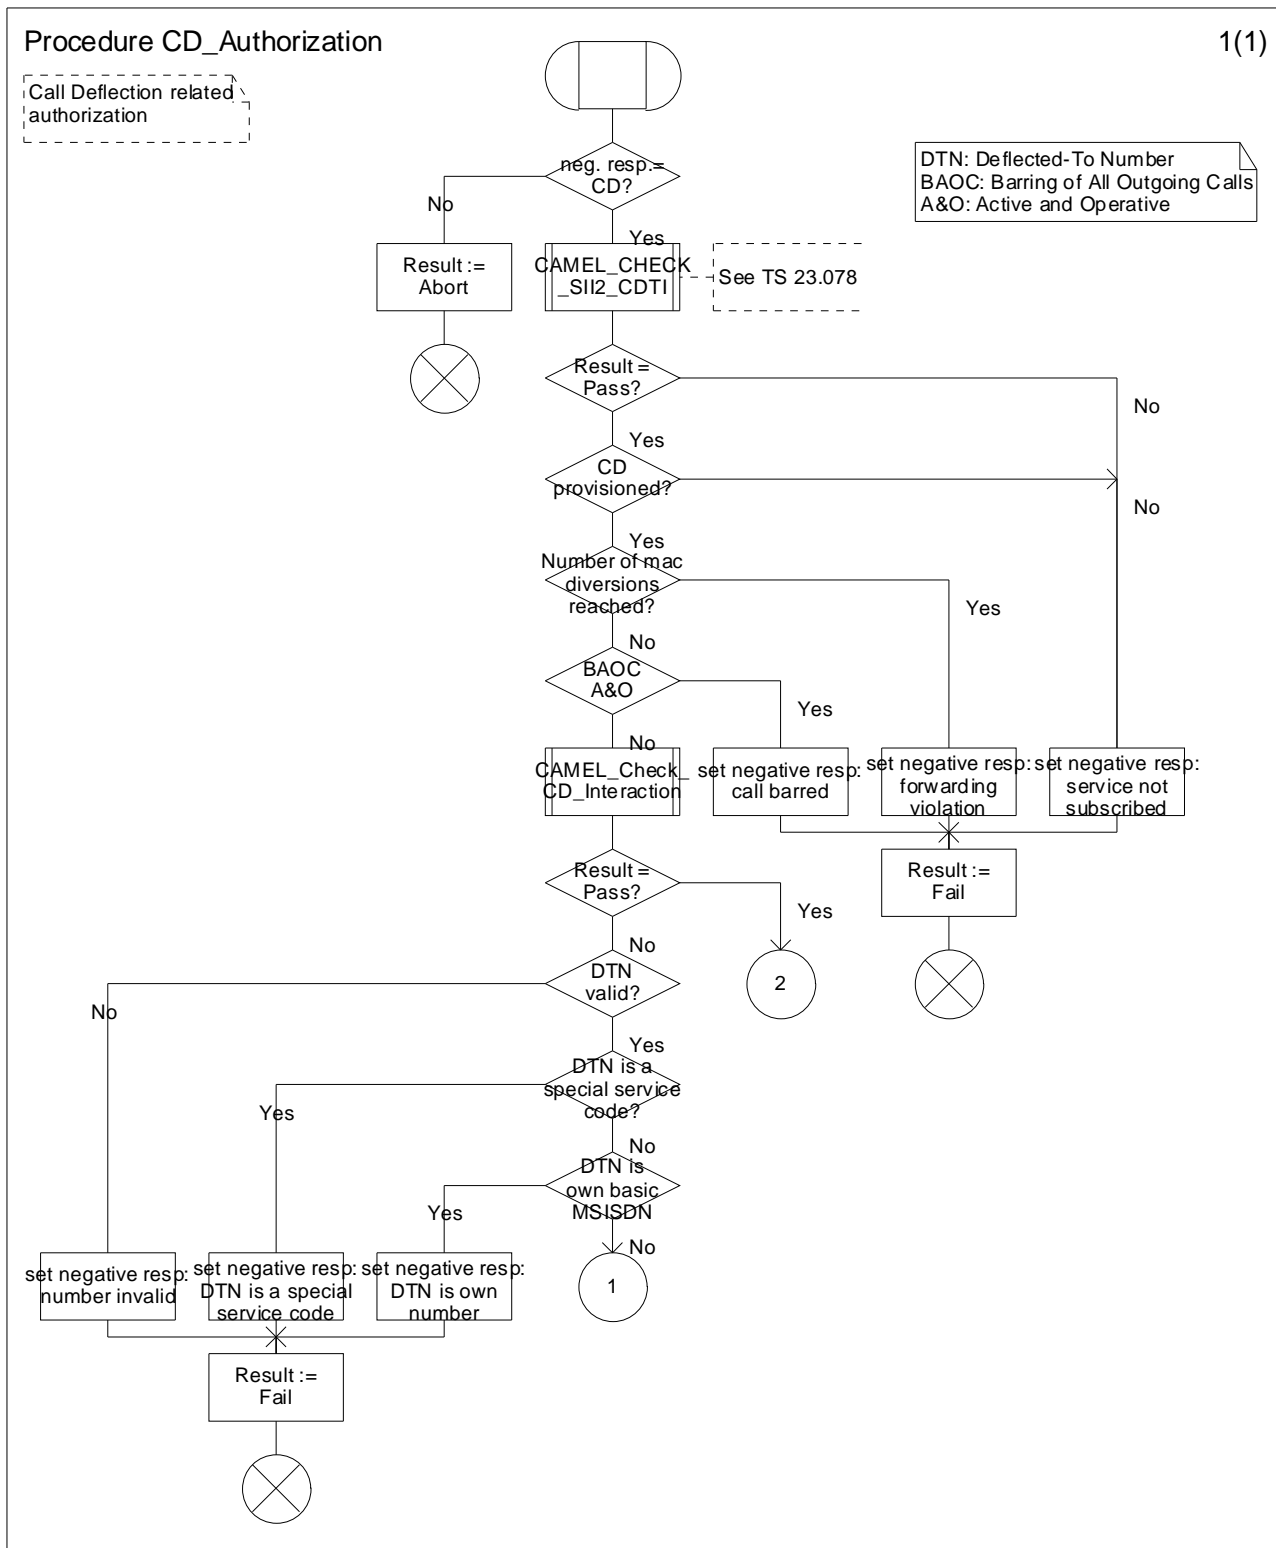 Procedure CD_Authorization
1(1)
Call Deflection related
authorization
DTN: Deflected-To Number
BAOC: Barring of All Outgoing Calls
A&O: Active and Operative
neg. resp.=
CD?
No
Yes
Result :=
Abort
CAMEL_CHECK
_SII2_CDTI
See TS 23.078
Result =
Pass?
No
Yes
CD
provisioned?
No
Yes
Number of mac
diversions
reached?
Yes
No
BAOC
A&O
Yes
No
CAMEL_Check_
CD_Interaction
set negative resp:
call barred
set negative resp:
forwarding
violation
set negative resp:
service not
subscribed
Result =
Pass?
Result :=
Fail
Yes
No
DTN
valid?
2
No
Yes
DTN is a
special service
code?
Yes
No
DTN is
own basic
MSISDN
Yes
No
set negative resp:
number invalid
set negative resp:
DTN is a special
service code
set negative resp:
DTN is own
number
1
Result :=
Fail